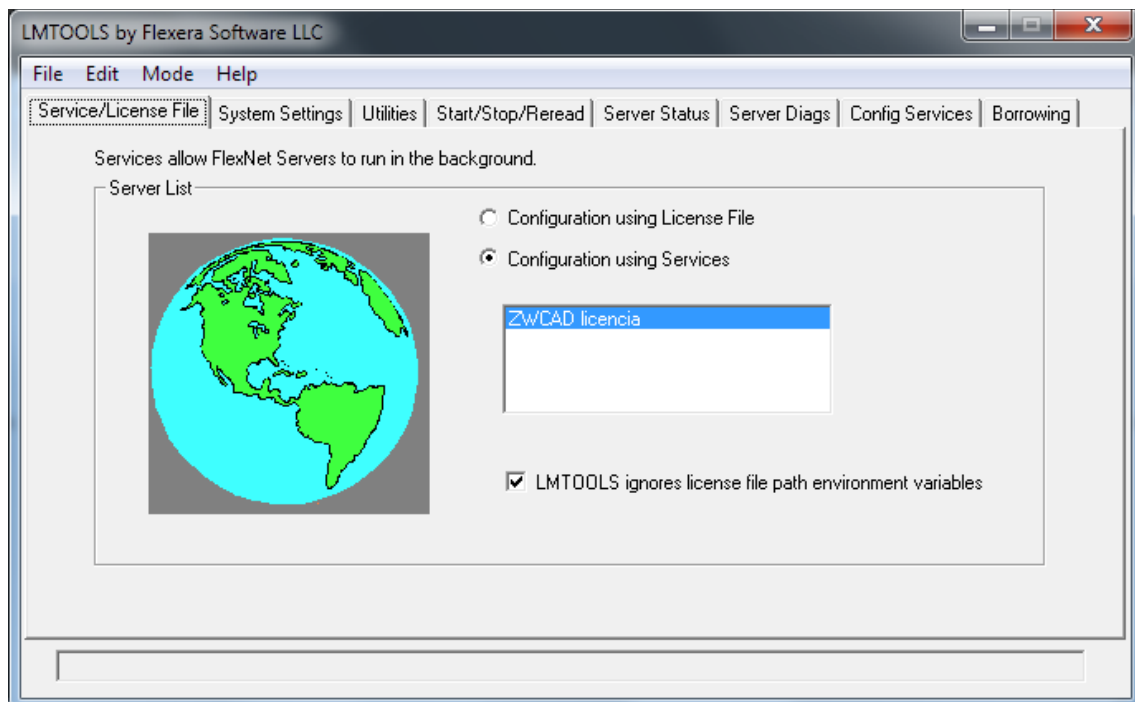 LMTOOLS by Flexera Software LLC
File Edit Mode Help
Service/License File System Settings Utilities Start/Stop/Reread Server Status Server Diags Config Services Borrowing
Services allow FlexNet Servers to run in the background.
Server List
Configuration using License File
Configuration using Services
ZWCAD licencia
LMTOOLS ignores license file path environment variables